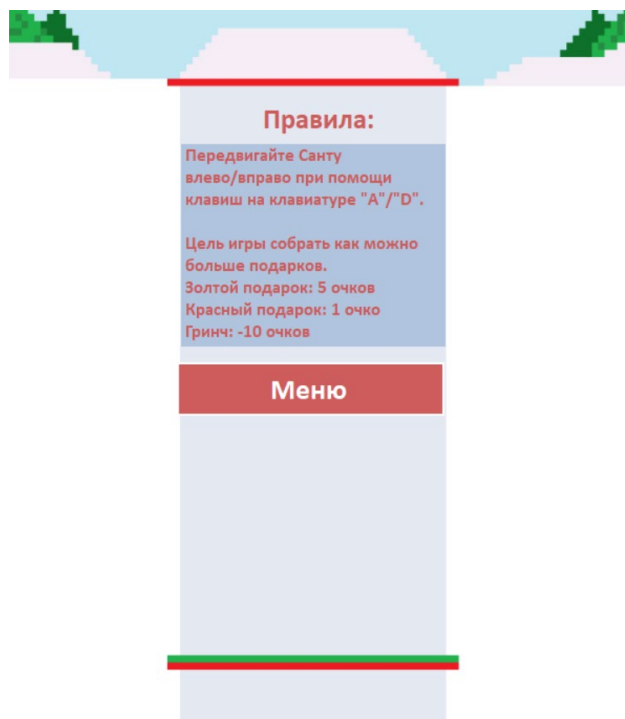 Правила:
Передвигайте Санту
влево/вправо при помощи
клавиш на клавиатуре "A"/"D".
Цель игры собрать как можно
больше подарков.
Золтой подарок: 5 очков
Красный подарок: 1 очко
Гринч: -10 очков
Меню